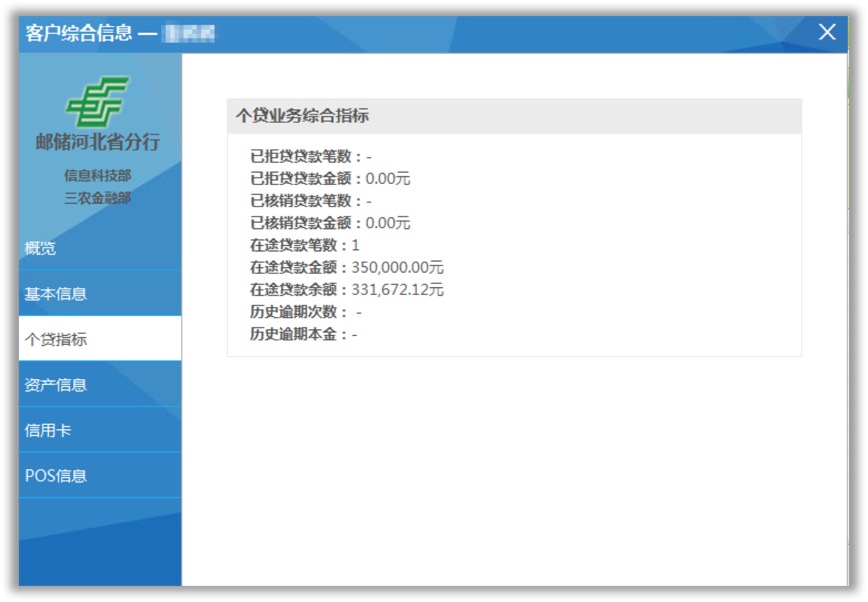 客户综合信息 —
邮储河北省分行
信息科技部
三农金融部
概览
基本信息
个贷指标
资产信息
信用卡
POS信息
个贷业务综合指标
已拒贷贷款笔数：-
已拒贷贷款金额：0.00元
已核销贷款笔数：-
已核销贷款金额：0.00元
在途贷款笔数：1
在途贷款金额：350,000.00元
在途贷款余额：331,672.12元
历史逾期次数： -
历史逾期本金：-